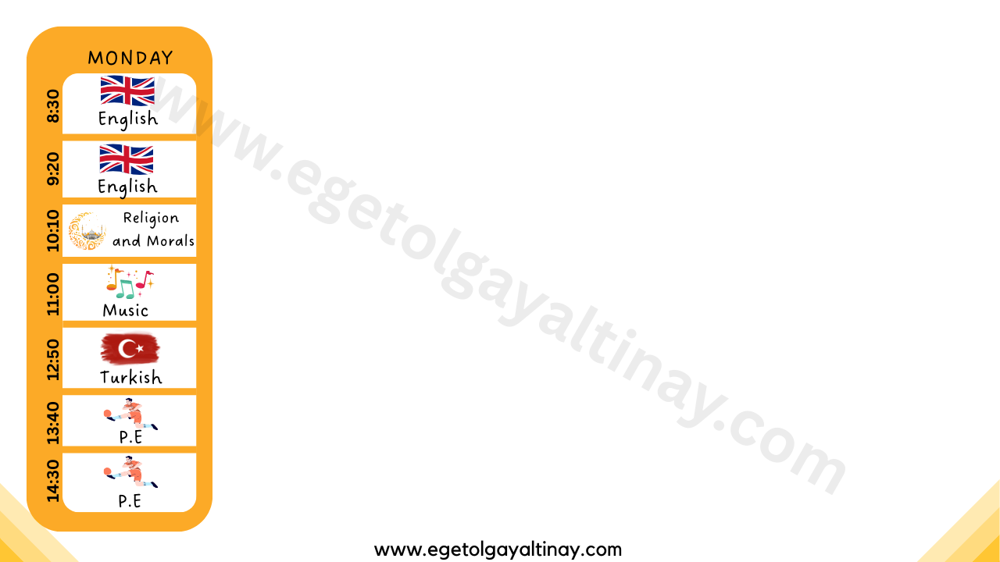 MONDAY
8:30
English
9:20
English
10:10
Religion
and Morals
11:00
Music
12:50
Turkish
13:40
P.E
14:30
P.E
www.egetolgayaltinay.com
www.egetolgayaltinay.com